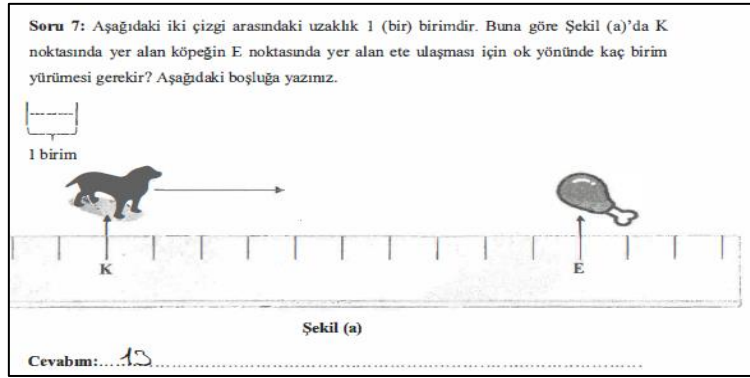 Soru 7: Aşağıdaki iki çizgi arasındaki uzaklık 1 (bir) birimdir. Buna göre Şekil (a)’da K
noktasında yer alan köpeğin E noktasında yer alan ete ulaşması için ok yönünde kaç birim
yürümesi gerekir? Aşağıdaki boşluğa yazınız.
1 birim
K E
Şekil (a)
Cevabım: